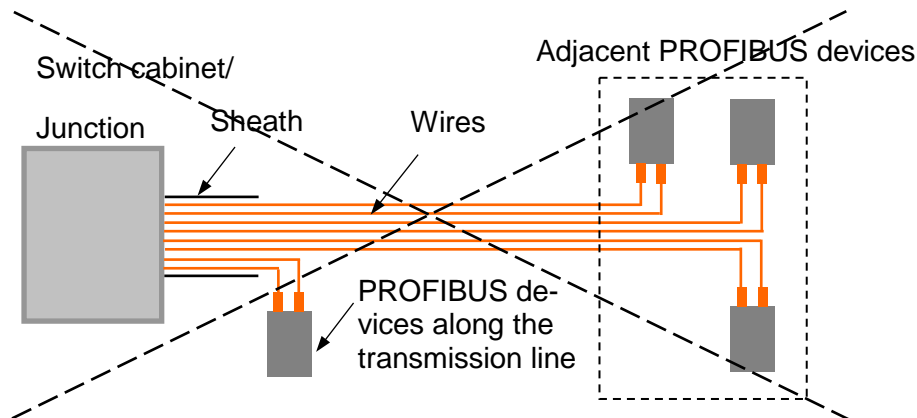 Switch cabinet/
Junction
Sheath
Wires
Adjacent PROFIBUS devices
PROFIBUS de-
vices along the
transmission line